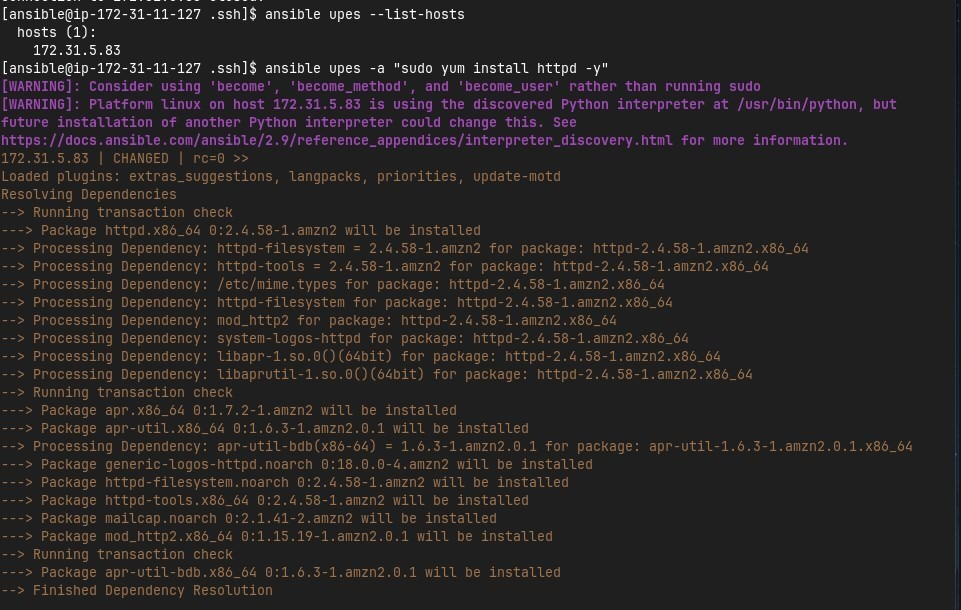 [ansible@ip-172-31-11-127 .ssh]$ ansible upes --list-hosts
  hosts (1):
    172.31.5.83
[ansible@ip-172-31-11-127 .ssh]$ ansible upes -a "sudo yum install httpd -y"
[WARNING]: Consider using 'become', 'become_method', and 'become_user' rather than running sudo
[WARNING]: Platform linux on host 172.31.5.83 is using the discovered Python interpreter at /usr/bin/python, but
future installation of another Python interpreter could change this. See
https://docs.ansible.com/ansible/2.9/reference_appendices/interpreter_discovery.html for more information.
172.31.5.83 | CHANGED | rc=0 >>
Loaded plugins: extras_suggestions, langpacks, priorities, update-motd
Resolving Dependencies
--> Running transaction check
---> Package httpd.x86_64 0:2.4.58-1.amzn2 will be installed
--> Processing Dependency: httpd-filesystem = 2.4.58-1.amzn2 for package: httpd-2.4.58-1.amzn2.x86_64
--> Processing Dependency: httpd-tools = 2.4.58-1.amzn2 for package: httpd-2.4.58-1.amzn2.x86_64
--> Processing Dependency: /etc/mime.types for package: httpd-2.4.58-1.amzn2.x86_64
--> Processing Dependency: httpd-filesystem for package: httpd-2.4.58-1.amzn2.x86_64
--> Processing Dependency: mod_http2 for package: httpd-2.4.58-1.amzn2.x86_64
--> Processing Dependency: system-logos-httpd for package: httpd-2.4.58-1.amzn2.x86_64
--> Processing Dependency: libapr-1.so.0()(64bit) for package: httpd-2.4.58-1.amzn2.x86_64
--> Processing Dependency: libaprutil-1.so.0()(64bit) for package: httpd-2.4.58-1.amzn2.x86_64
--> Running transaction check
---> Package apr.x86_64 0:1.7.2-1.amzn2 will be installed
---> Package apr-util.x86_64 0:1.6.3-1.amzn2.0.1 will be installed
--> Processing Dependency: apr-util-bdb(x86-64) = 1.6.3-1.amzn2.0.1 for package: apr-util-1.6.3-1.amzn2.0.1.x86_64
---> Package generic-logos-httpd.noarch 0:18.0.0-4.amzn2 will be installed
---> Package httpd-filesystem.noarch 0:2.4.58-1.amzn2 will be installed
---> Package httpd-tools.x86_64 0:2.4.58-1.amzn2 will be installed
---> Package mailcap.noarch 0:2.1.41-2.amzn2 will be installed
---> Package mod_http2.x86_64 0:1.15.19-1.amzn2.0.1 will be installed
--> Running transaction check
---> Package apr-util-bdb.x86_64 0:1.6.3-1.amzn2.0.1 will be installed
--> Finished Dependency Resolution